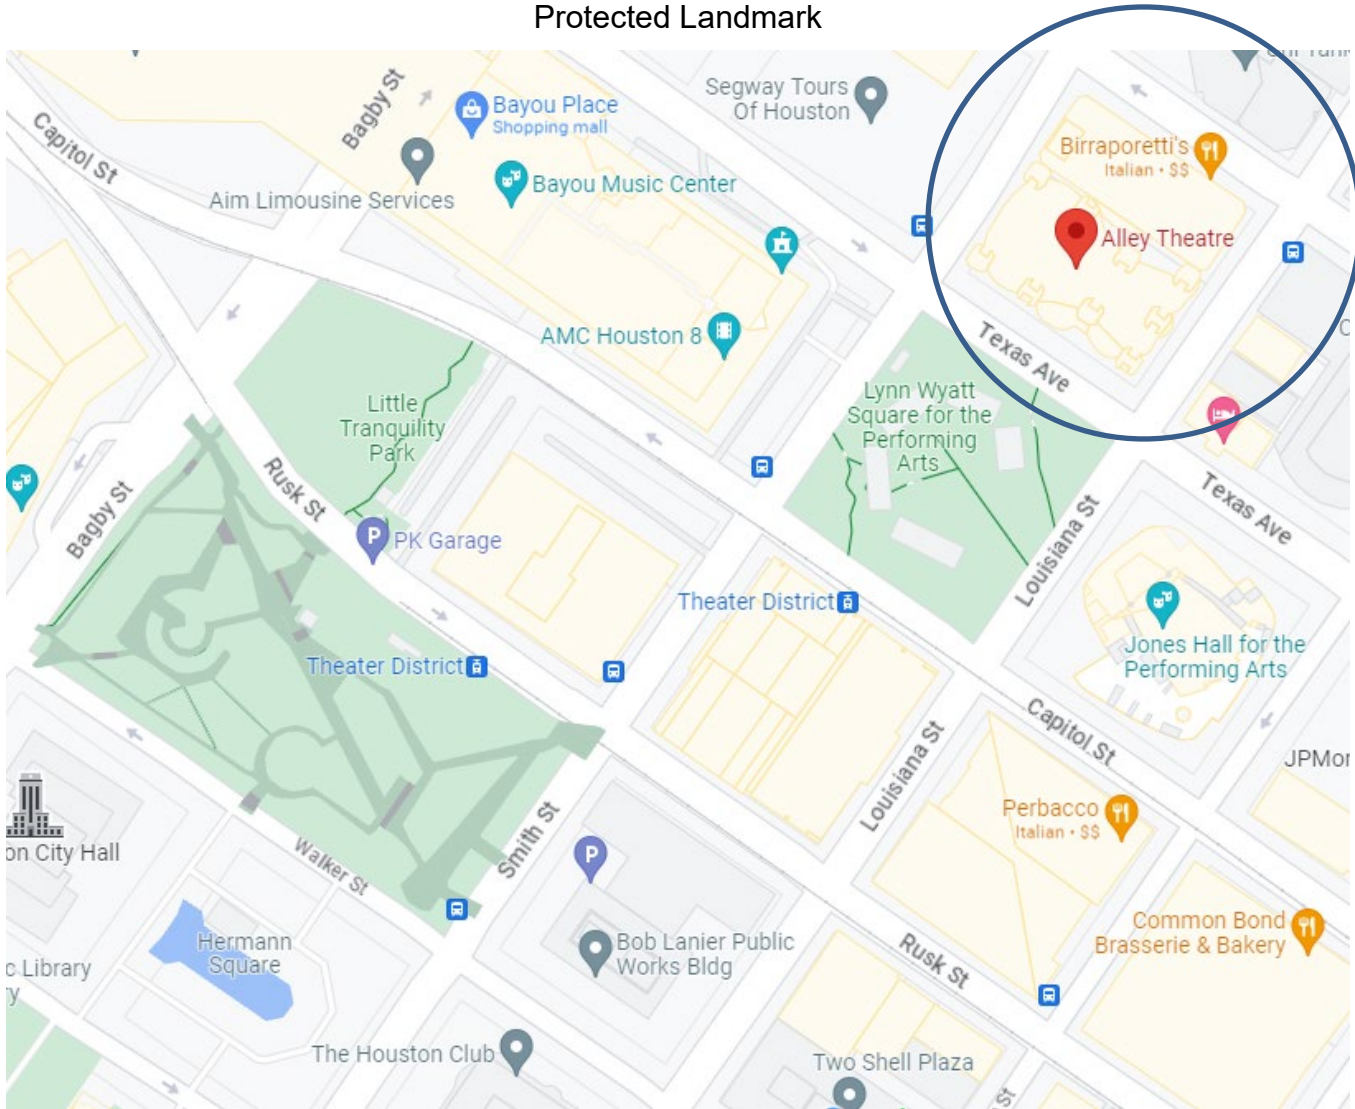 Protected Landmark
Bagby St
Capitol St
Bayou Place
Shopping mall
Segway Tours
Of Houston
Birraporetti's
Italian • $$
Aim Limousine Services
Bayou Music Center
Alley Theatre
AMC Houston 8
Texas Ave
Lynn Wyatt
Square for the
Performing
Arts
Little
Tranquility
Park
Rusk St
Bagby St
P
PK Garage
Texas Ave
Louisiana St
Theater District
Theater District
Jones Hall for the
Performing Arts
Capitol St
Louisiana St
JPMor
Perbacco
Italian • $$
on City Hall
Walker St
Smith St
P
Hermann
Square
Bob Lanier Public
Works Bldg
Common Bond
Brasserie & Bakery
Rusk St
c Library
y
The Houston Club
Two Shell Plaza
St